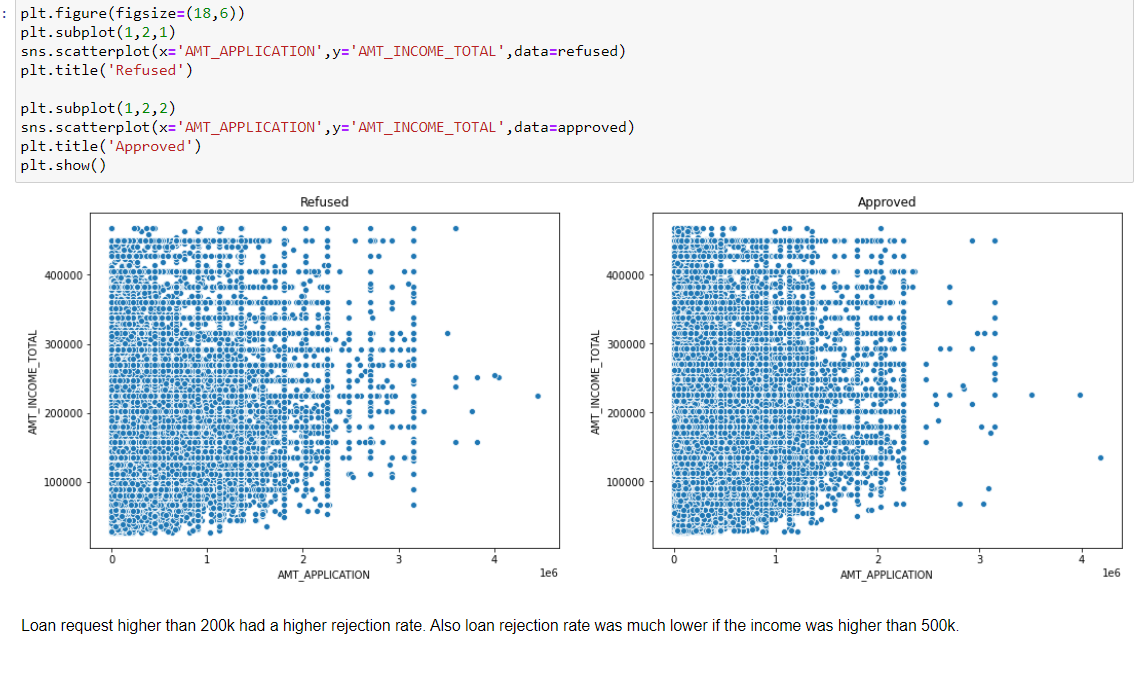 : plt.figure(figsize=(18,6))
plt.subplot(1,2,1)
sns.scatterplot(x='AMT_APPLICATION',y='AMT_INCOME_TOTAL',data=refused)
plt.title('Refused')
plt.subplot(1,2,2)
sns.scatterplot(x='AMT_APPLICATION',y='AMT_INCOME_TOTAL',data=approved)
plt.title('Approved')
plt.show()
Refused
AMT_INCOME_TOTAL
400000
300000
200000
100000
0 1 2 3 4
AMT_APPLICATION
1e6
Approved
AMT_INCOME_TOTAL
400000
300000
200000
100000
0 1 2 3 4
AMT_APPLICATION
1e6
Loan request higher than 200k had a higher rejection rate. Also loan rejection rate was much lower if the income was higher than 500k.